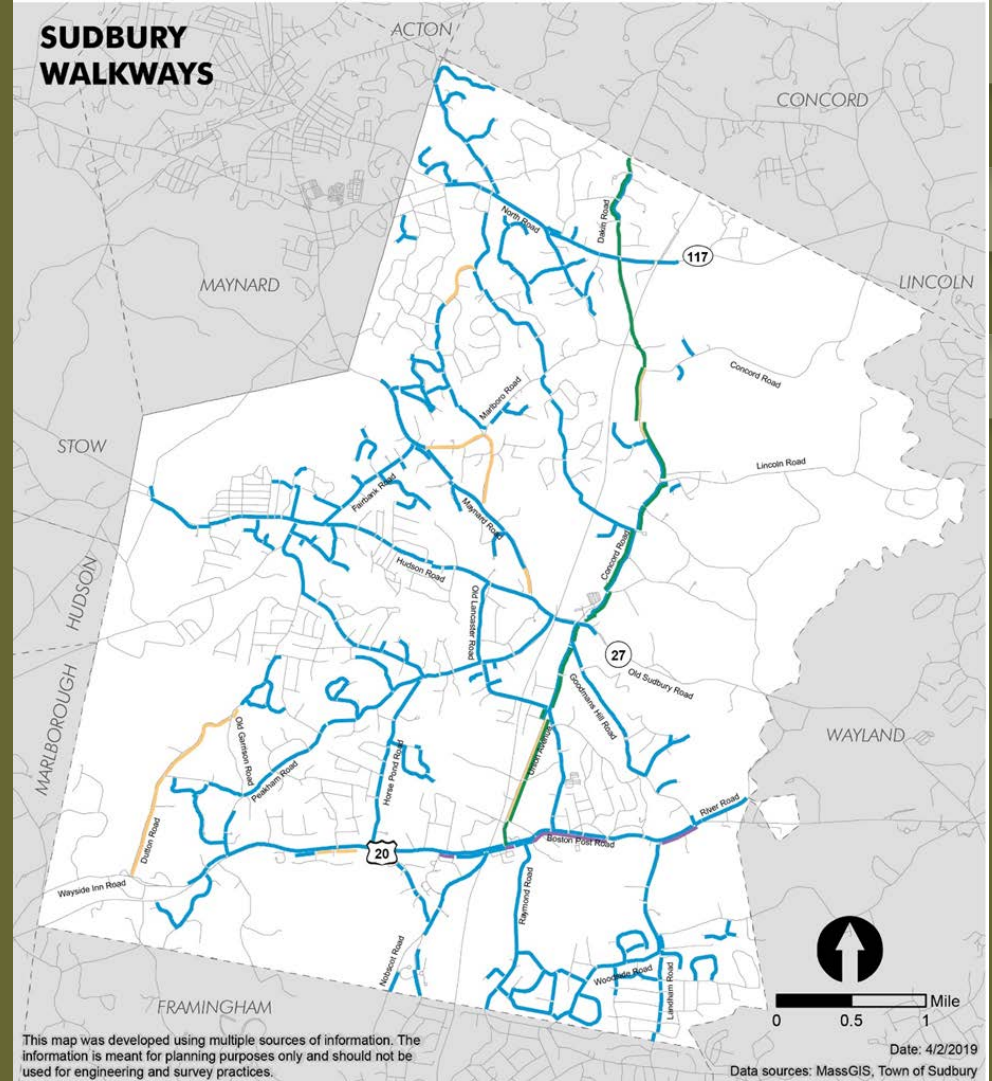 SUDBURY
WALKWAYS
ACTON
CONCORD
North Road
Dakin Road
117
MAYNARD
LINCOLN
Concord Road
Marlboro Road
STOW
Lincoln Road
Fairbank Road
Maynard Road
Concord Road
Hudson Road
HUDSON
Old Lancaster Road
27
Old Sudbury Road
Goodmans Hill Road
MARLBOROUGH
Old Garrison Road
WAYLAND
Union Avenue
Horse Pond Road
Peakham Road
River Road
Dutton Road
Boston Post Road
20
Wayside Inn Road
Raymond Road
Nobscot Road
Woodside Road
Landham Road
FRAMINGHAM
Mile
0 0.5 1
This map was developed using multiple sources of information. The
information is meant for planning purposes only and should not be
used for engineering and survey practices.
Date: 4/2/2019
Data sources: MassGIS, Town of Sudbury